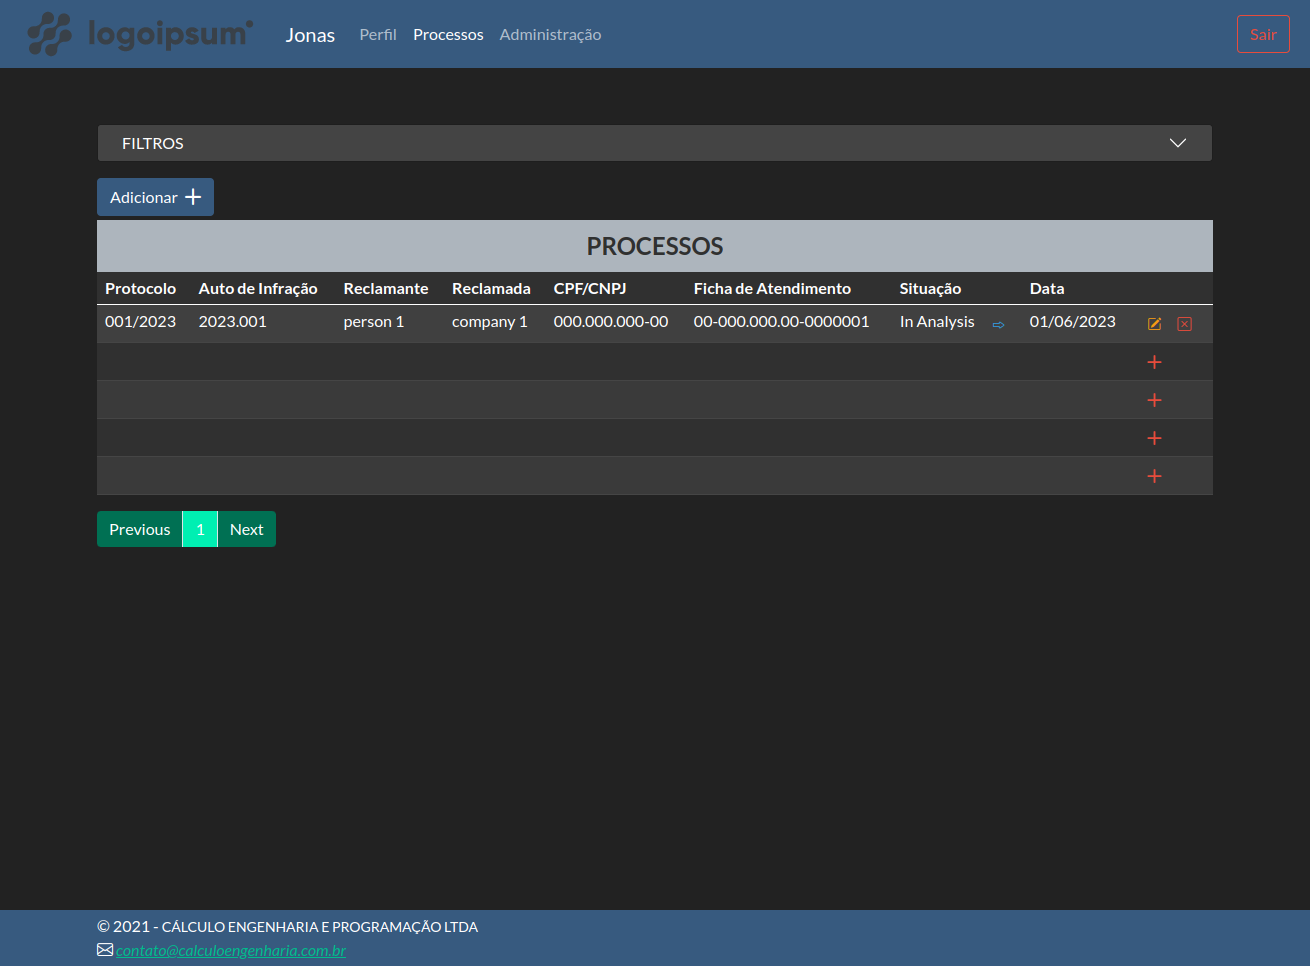 logoipsum Jonas Perfil Processos Administração Sair
FILTROS
Adicionar +
PROCESSOS
Protocolo Auto de Infração Reclamante Reclamada CPF/CNPJ Ficha de Atendimento Situação Data
001/2023 2023.001 person 1 company 1 000.000.000-00 00-000.000.00-0000001 In Analysis 01/06/2023
Previous 1 Next
© 2021 - CÁLCULO ENGENHARIA E PROGRAMAÇÃO LTDA
contato@calculoengenharia.com.br